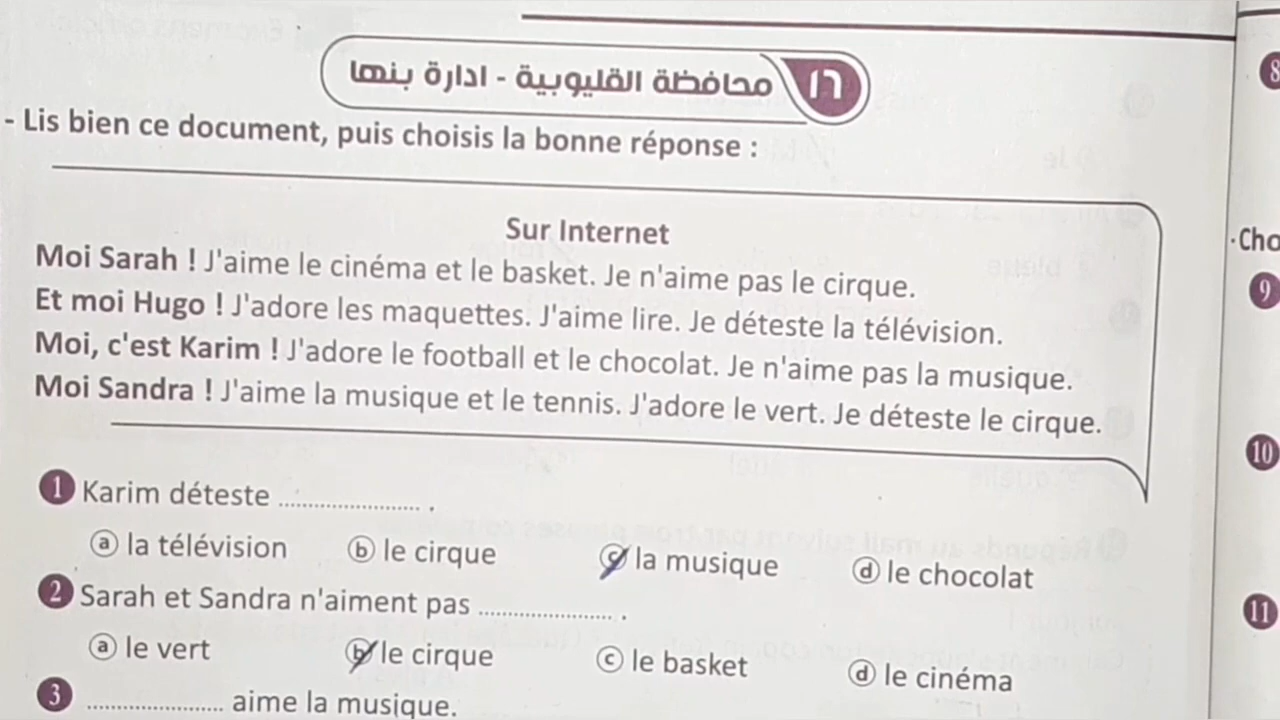 ١٦ محافظة القليوبية - ادارة بنها
- Lis bien ce document, puis choisis la bonne réponse :
Sur Internet
Moi Sarah ! J'aime le cinéma et le basket. Je n'aime pas le cirque.
Et moi Hugo ! J'adore les maquettes. J'aime lire. Je déteste la télévision.
Moi, c'est Karim ! J'adore le football et le chocolat. Je n'aime pas la musique.
Moi Sandra ! J'aime la musique et le tennis. J'adore le vert. Je déteste le cirque.
1 Karim déteste ..................... .
a la télévision b le cirque c la musique d le chocolat
2 Sarah et Sandra n'aiment pas ..................... .
a le vert b le cirque c le basket d le cinéma
3 ..................... aime la musique.
8
9
10
11